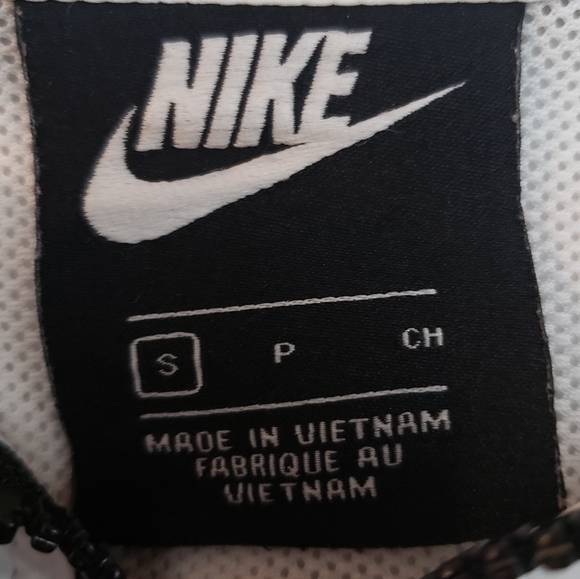 NIKE
S P CH
MADE IN VIETNAM
FABRIQUE AU
VIETNAM